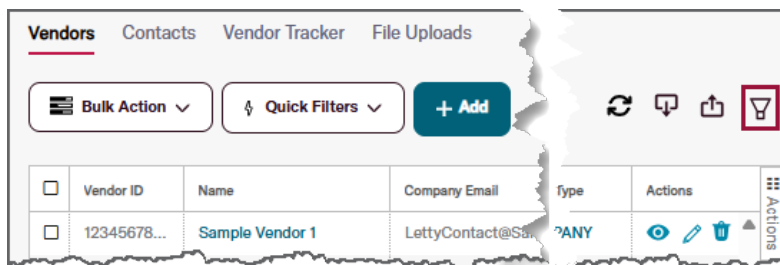 Vendors Contacts Vendor Tracker File Uploads
Bulk Action Quick Filters + Add
Vendor ID Name Company Email Type Actions
12345678... Sample Vendor 1 LettyContact@Sa PANY
Actions